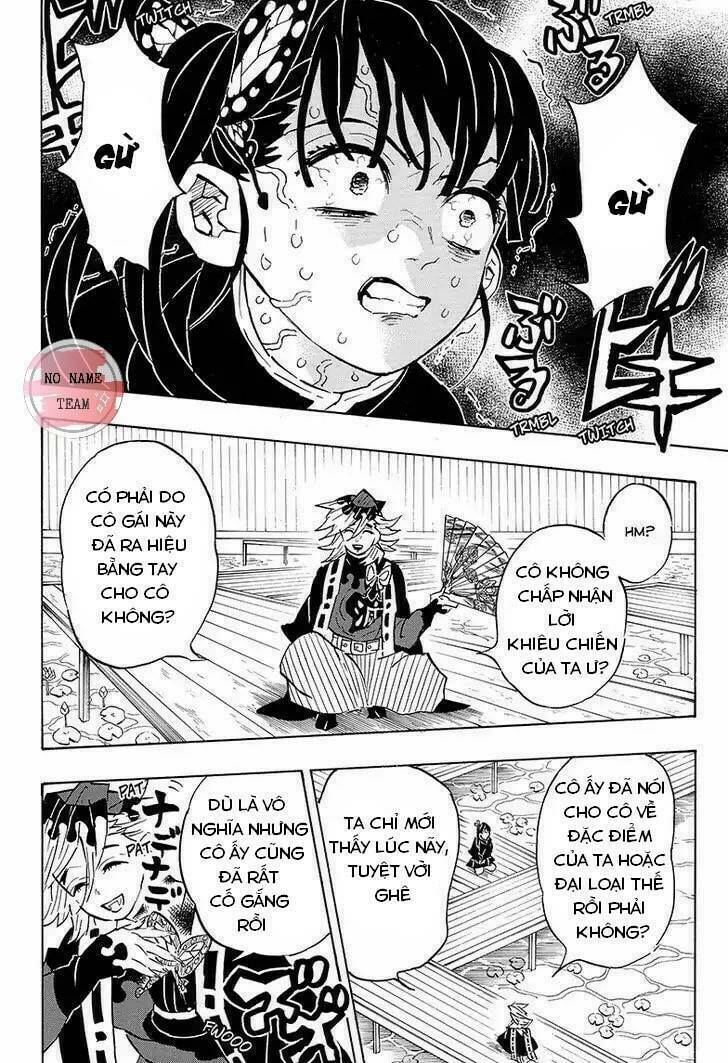 TWITCH
TRMBL
ぶる
GỪ
GỪ
ぶる
TRMBL
TWITCH
NO NAME
TEAM
HM?
CÔ KHÔNG
CHẤP NHẬN
LỜI
KHIÊU CHIẾN
CỦA TA Ư?
CÓ PHẢI DO
CÔ GÁI NÀY
ĐÃ RA HIỆU
BẰNG TAY
CHO CÔ
KHÔNG?
CÔ ẤY ĐÃ NÓI
CHO CÔ VỀ
ĐẶC ĐIỂM
CỦA TA HOẶC
ĐẠI LOẠI THẾ
RỒI PHẢI
KHÔNG?
TA CHỈ MỚI
THẤY LÚC NÃY,
TUYỆT VỜI
GHÊ
DÙ LÀ VÔ
NGHĨA NHƯNG
CÔ ẤY CŨNG
ĐÃ RẤT
CỐ GẮNG
RỒI
PAT
PAT
ナデナデ
FWOOO